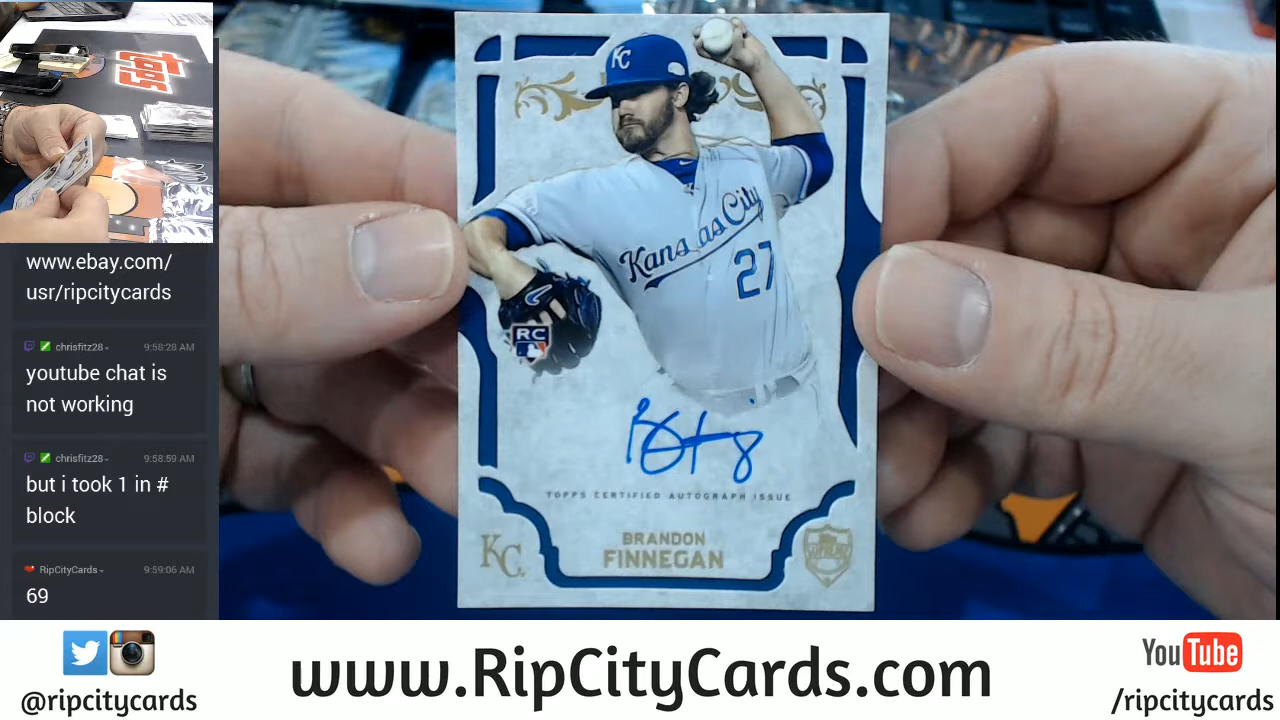 Topps
www.ebay.com/
usr/ripcitycards
chrisfitz28
9:58:28 AM
youtube chat is
not working
chrisfitz28
9:58:59 AM
but i took 1 in #
block
RipCityCards
9:59:06 AM
69
KC
Kansas City
27
RC
TOPPS CERTIFIED AUTOGRAPH ISSUE
BRANDON
FINNEGAN
KC
SUPREME
@ripcitycards
www.RipCityCards.com
YouTube
/ripcitycards